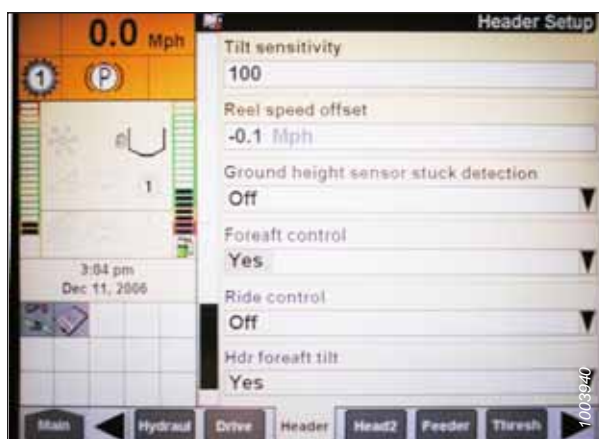 0.0 Mph
Header Setup
Tilt sensitivity
100
1
P
Reel speed offset
-0.1 Mph
Ground height sensor stuck detection
Off
1
Foreaft control
Yes
3:04 pm
Dec 11, 2006
Ride control
Off
Hdr foreaft tilt
Yes
1003940
Main
Hydraul
Drive
Header
Head2
Feeder
Thresh